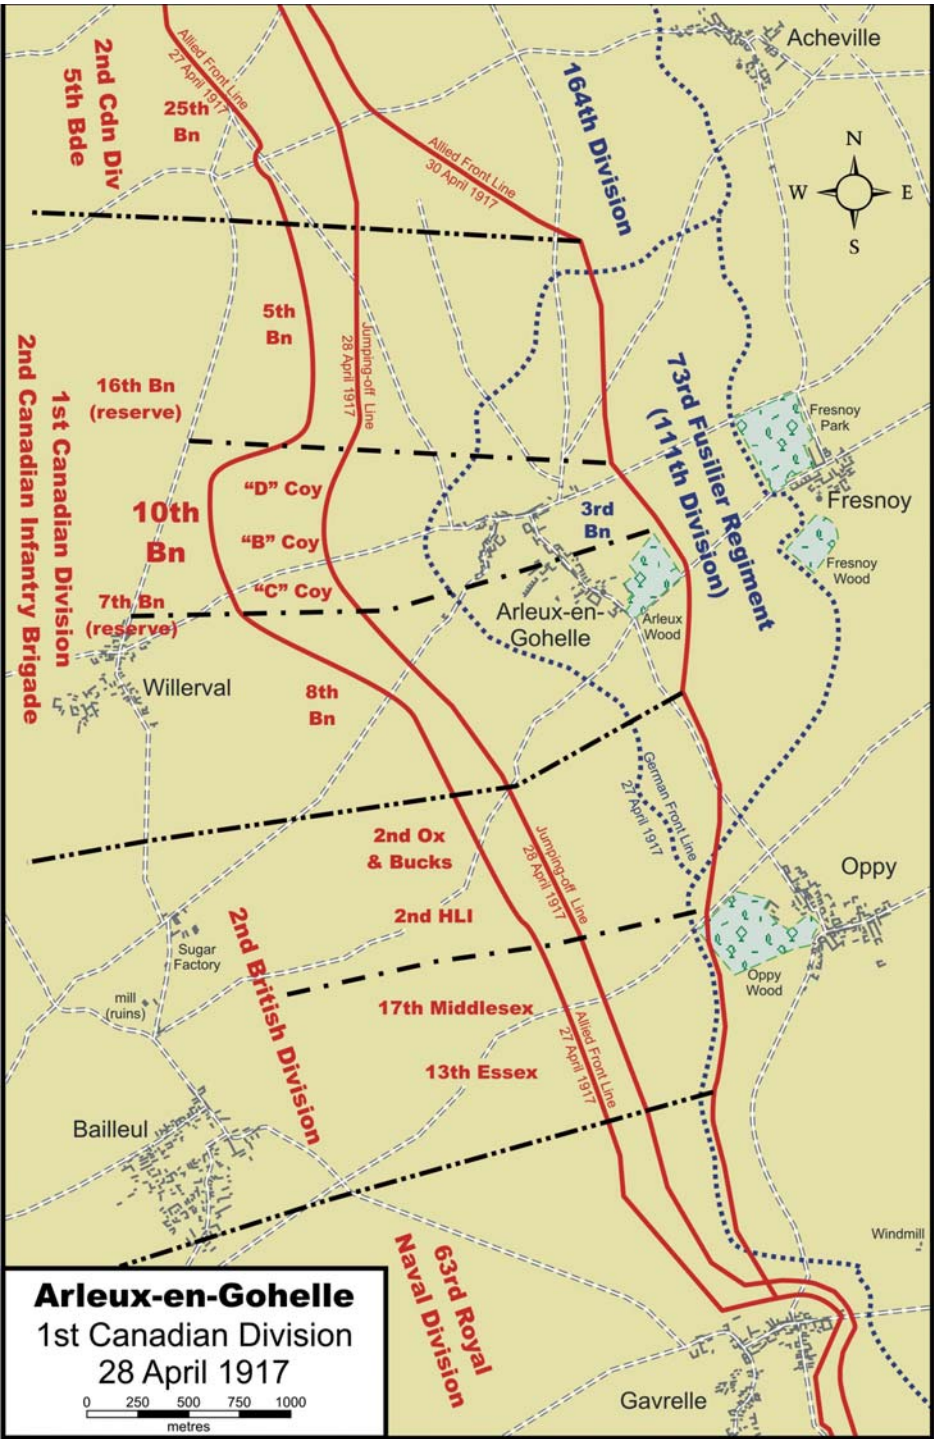 Acheville
2nd Cdn Div
5th Bde
Allied Front Line
27 April 1917
25th
Bn
Allied Front Line
30 April 1917
164th Division
N
W
E
S
5th
Bn
Jumping-off Line
28 April 1917
16th Bn
(reserve)
1st Canadian Division
2nd Canadian Infantry Brigade
73rd Fusilier Regiment
(111th Division)
Fresnoy
Park
Fresnoy
Fresnoy
Wood
"D" Coy
10th
Bn
"B" Coy
3rd
Bn
"C" Coy
7th Bn
(reserve)
Arleux-en-
Gohelle
Arleux
Wood
Willerval
8th
Bn
German Front Line
27 April 1917
2nd Ox
& Bucks
Jumping-off Line
28 April 1917
Oppy
2nd HLI
Sugar
Factory
2nd British Division
Oppy
Wood
mill
(ruins)
17th Middlesex
Allied Front Line
27 April 1917
13th Essex
Bailleul
Windmill
63rd Royal
Naval Division
Gavrelle
Arleux-en-Gohelle
1st Canadian Division
28 April 1917
0 250 500 750 1000
metres